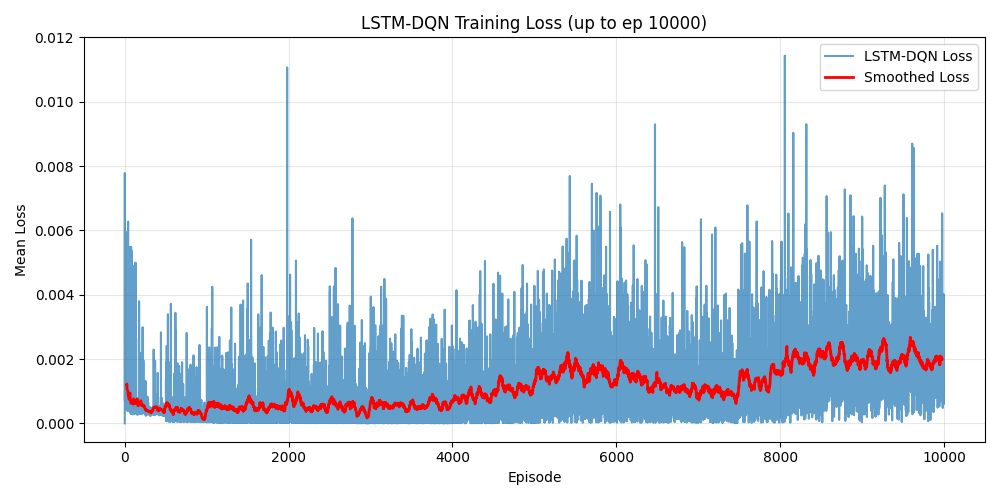 LSTM-DQN Training Loss (up to ep 10000)
LSTM-DQN Loss
Smoothed Loss
Mean Loss
0.012
0.010
0.008
0.006
0.004
0.002
0.000
0 2000 4000 6000 8000 10000
Episode